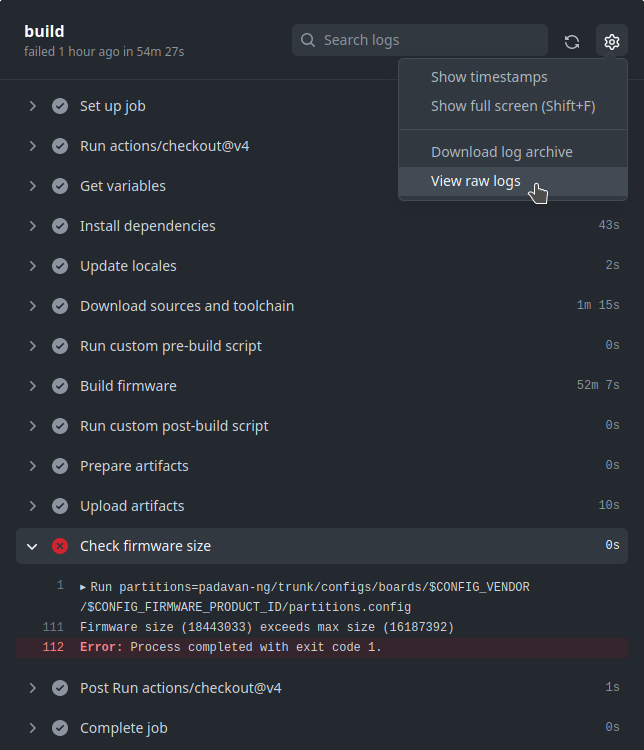 build
failed 1 hour ago in 54m 27s
Search logs
Show timestamps
Show full screen (Shift+F)
Download log archive
View raw logs
Set up job
Run actions/checkout@v4
Get variables
Install dependencies 43s
Update locales 2s
Download sources and toolchain 1m 15s
Run custom pre-build script 0s
Build firmware 52m 7s
Run custom post-build script 0s
Prepare artifacts 0s
Upload artifacts 10s
Check firmware size 0s
1 ▸ Run partitions=padavan-ng/trunk/configs/boards/$CONFIG_VENDOR
/$CONFIG_FIRMWARE_PRODUCT_ID/partitions.config
111 Firmware size (18443033) exceeds max size (16187392)
112 Error: Process completed with exit code 1.
Post Run actions/checkout@v4 1s
Complete job 0s